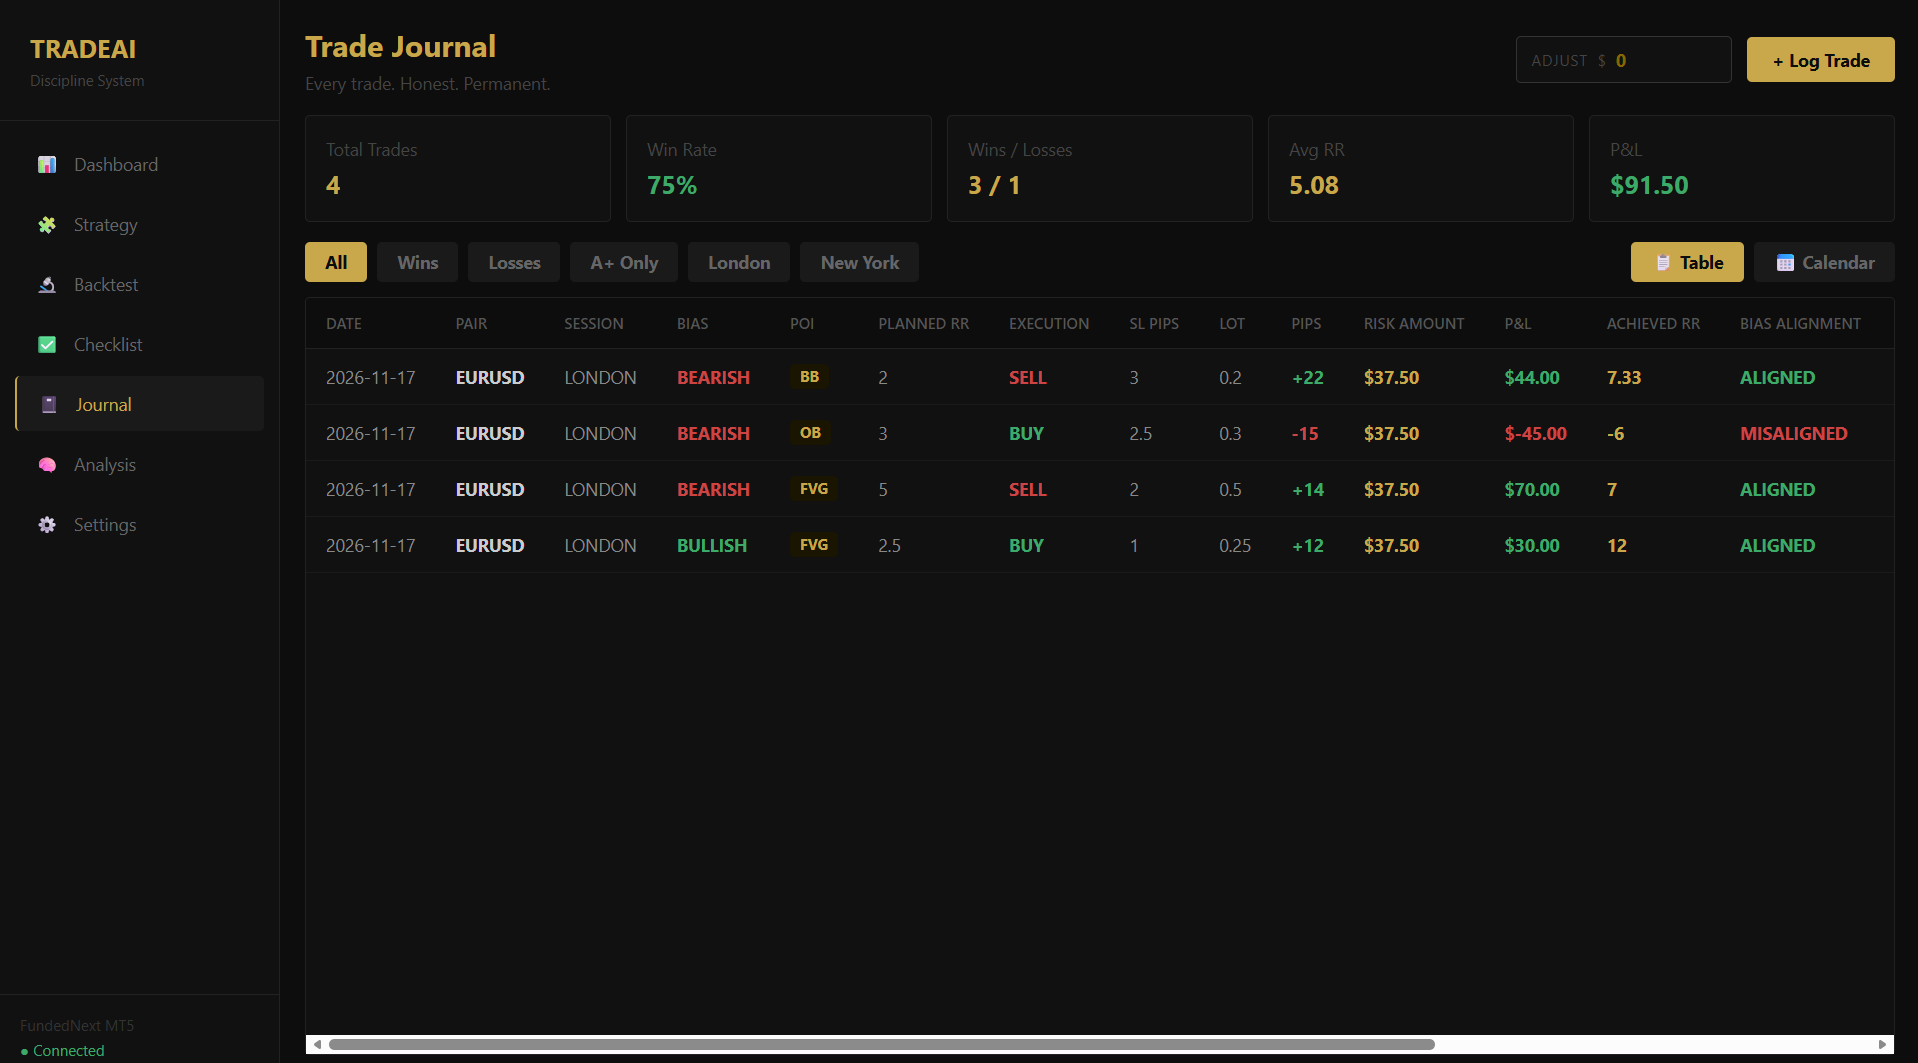 TRADEAI
Discipline System
Dashboard
Strategy
Backtest
Checklist
Journal
Analysis
Settings
FundedNext MT5
● Connected
Trade Journal
Every trade. Honest. Permanent.
ADJUST $ 0
+ Log Trade
Total Trades
4
Win Rate
75%
Wins / Losses
3 / 1
Avg RR
5.08
P&L
$91.50
All Wins Losses A+ Only London New York
Table Calendar
DATE PAIR SESSION BIAS POI PLANNED RR EXECUTION SL PIPS LOT PIPS RISK AMOUNT P&L ACHIEVED RR BIAS ALIGNMENT
2026-11-17 EURUSD LONDON BEARISH BB 2 SELL 3 0.2 +22 $37.50 $44.00 7.33 ALIGNED
2026-11-17 EURUSD LONDON BEARISH OB 3 BUY 2.5 0.3 -15 $37.50 $-45.00 -6 MISALIGNED
2026-11-17 EURUSD LONDON BEARISH FVG 5 SELL 2 0.5 +14 $37.50 $70.00 7 ALIGNED
2026-11-17 EURUSD LONDON BULLISH FVG 2.5 BUY 1 0.25 +12 $37.50 $30.00 12 ALIGNED